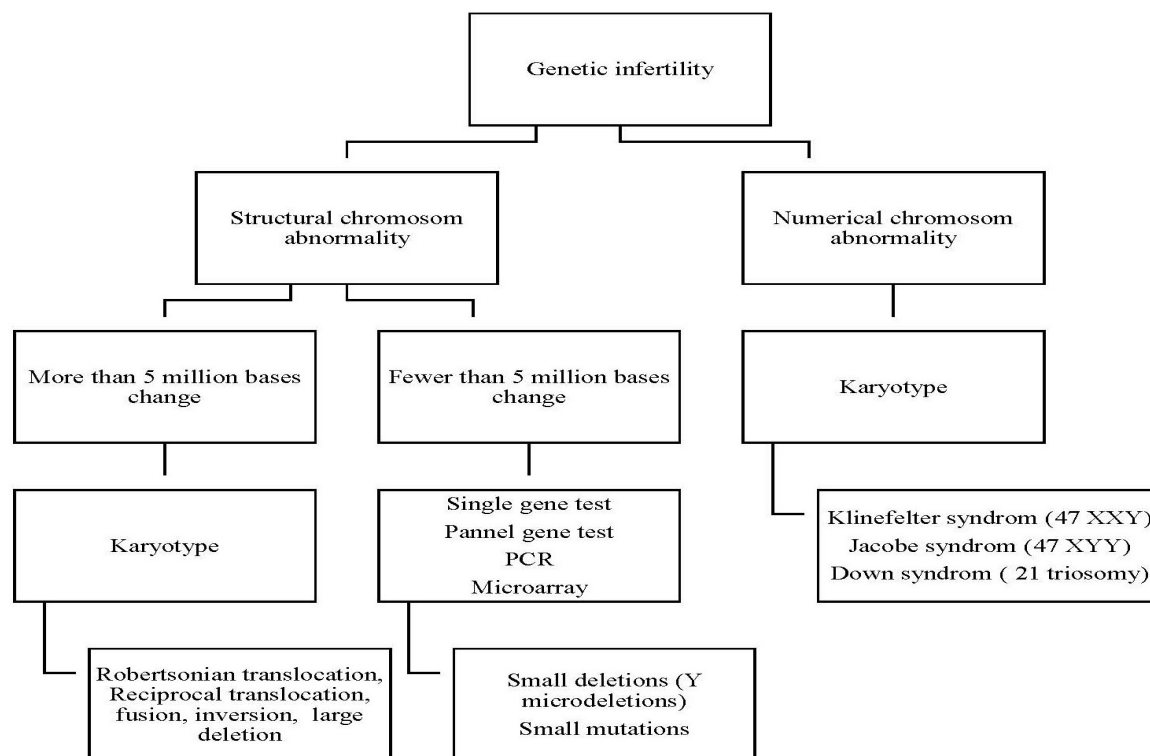 Genetic infertility
Structural chromosom
abnormality
Numerical chromosom
abnormality
More than 5 million bases
change
Fewer than 5 million bases
change
Karyotype
Karyotype
Single gene test
Pannel gene test
PCR
Microarray
Klinefelter syndrom (47 XXY)
Jacobe syndrom (47 XYY)
Down syndrom ( 21 triosomy)
Robertsonian translocation,
Reciprocal translocation,
fusion, inversion,  large
deletion
Small deletions (Y
microdeletions)
Small mutations